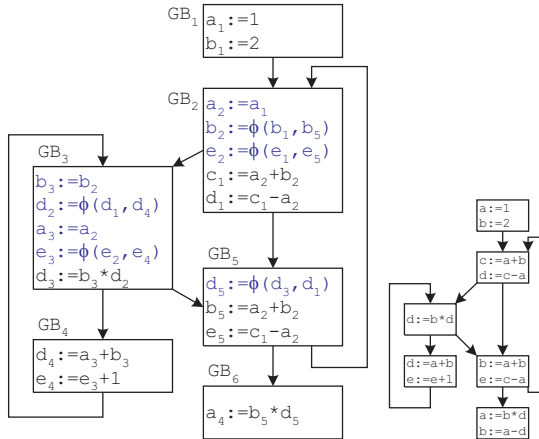 GB1
a1:=1
b1:=2
GB2
a2:=a1
b2:=ϕ(b1,b5)
e2:=ϕ(e1,e5)
c1:=a2+b2
d1:=c1-a2
GB3
b3:=b2
d2:=ϕ(d1,d4)
a3:=a2
e3:=ϕ(e2,e4)
d3:=b3*d2
GB4
d4:=a3+b3
e4:=e3+1
GB5
d5:=ϕ(d3,d1)
b5:=a2+b2
e5:=c1-a2
GB6
a4:=b5*d5
a:=1
b:=2
c:=a+b
d:=c-a
d:=b*d
d:=a+b
e:=e+1
b:=a+b
e:=c-a
a:=b*d
b:=a-d